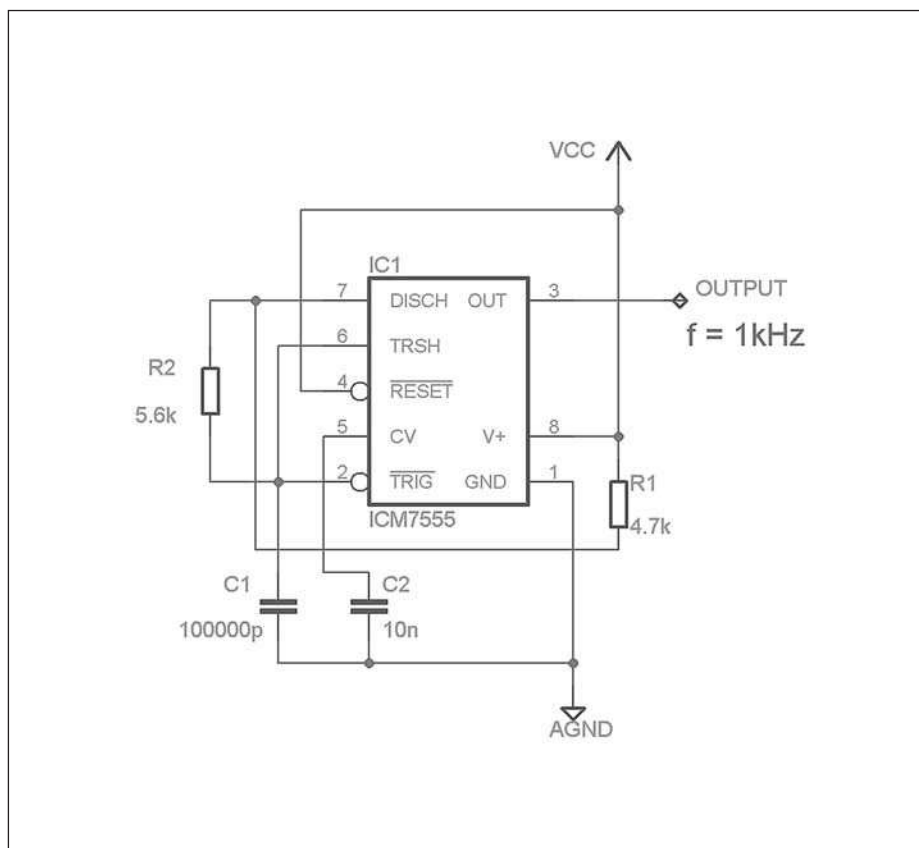 VCC
IC1
7 DISCH OUT 3
OUTPUT
f = 1kHz
6 TRSH
R2
5.6k
4 RESET
5 CV V+ 8
2 TRIG GND 1
R1
4.7k
ICM7555
C1
100000p
C2
10n
AGND